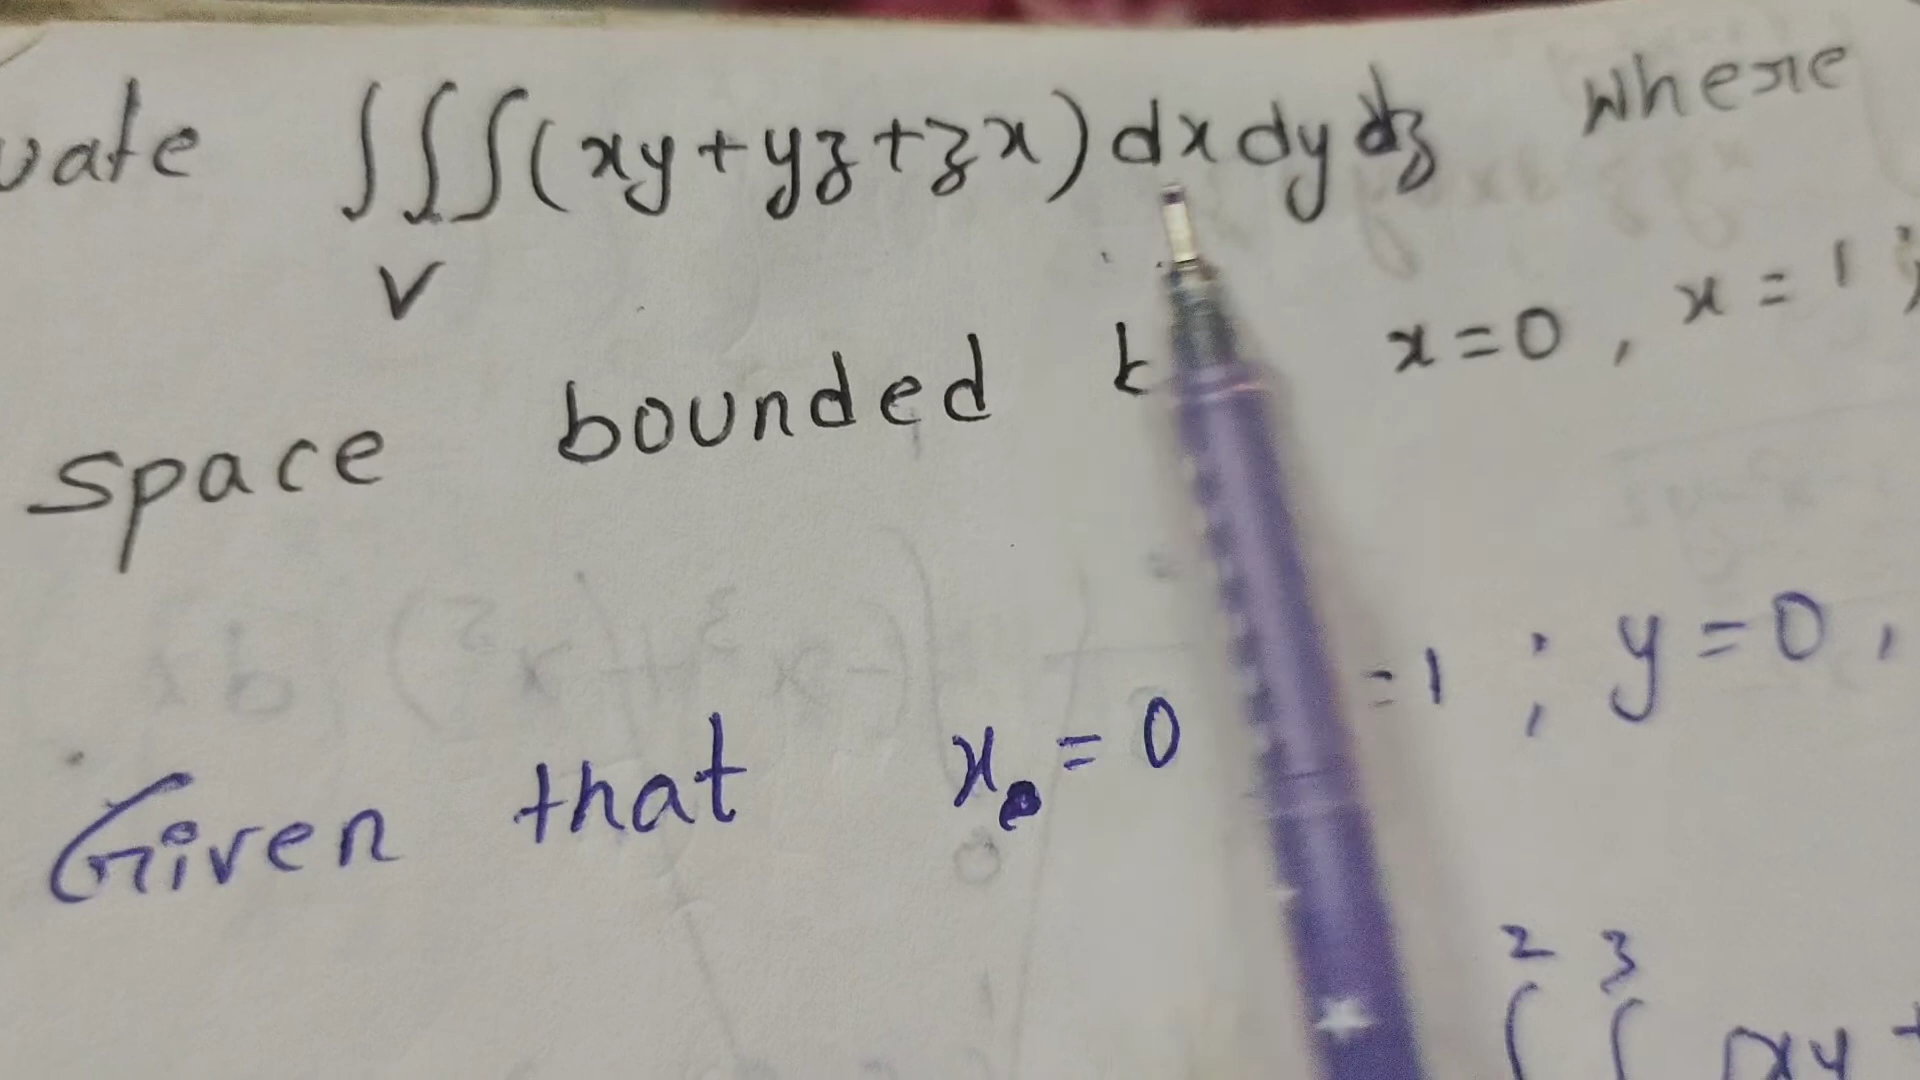 uate ∫∫∫(xy+yz+zx) dx dy dz where
V
space bounded x=0, x=1;
Given that x = 0 =1 ; y=0,
2 3
∫ ∫ xy +